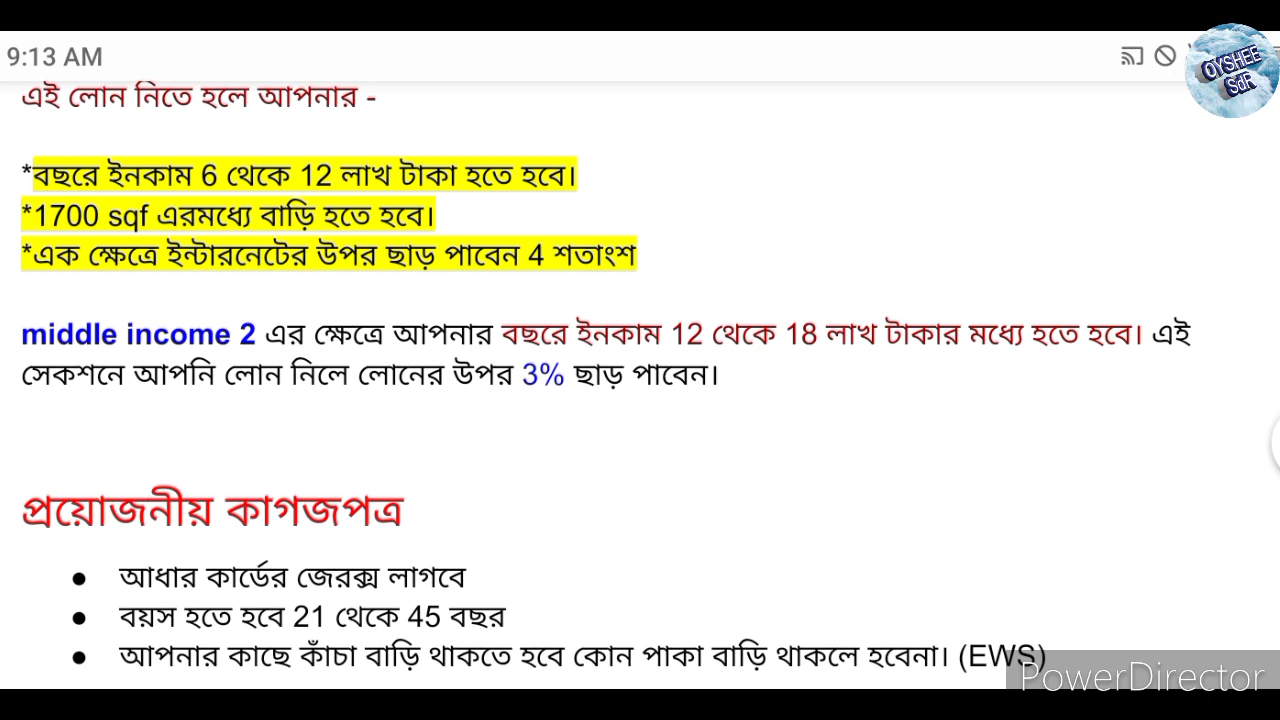 9:13 AM
OYSHEE
SdR
এই লোন নিতে হলে আপনার -
*বছরে ইনকাম 6 থেকে 12 লাখ টাকা হতে হবে।
*1700 sqf এরমধ্যে বাড়ি হতে হবে।
*এক ক্ষেত্রে ইন্টারনেটের উপর ছাড় পাবেন 4 শতাংশ
middle income 2 এর ক্ষেত্রে আপনার বছরে ইনকাম 12 থেকে 18 লাখ টাকার মধ্যে হতে হবে। এই
সেকশনে আপনি লোন নিলে লোনের উপর 3% ছাড় পাবেন।
প্রয়োজনীয় কাগজপত্র
● আধার কার্ডের জেরক্স লাগবে
● বয়স হতে হবে 21 থেকে 45 বছর
● আপনার কাছে কাঁচা বাড়ি থাকতে হবে কোন পাকা বাড়ি থাকলে হবেনা। (EWS)
PowerDirector